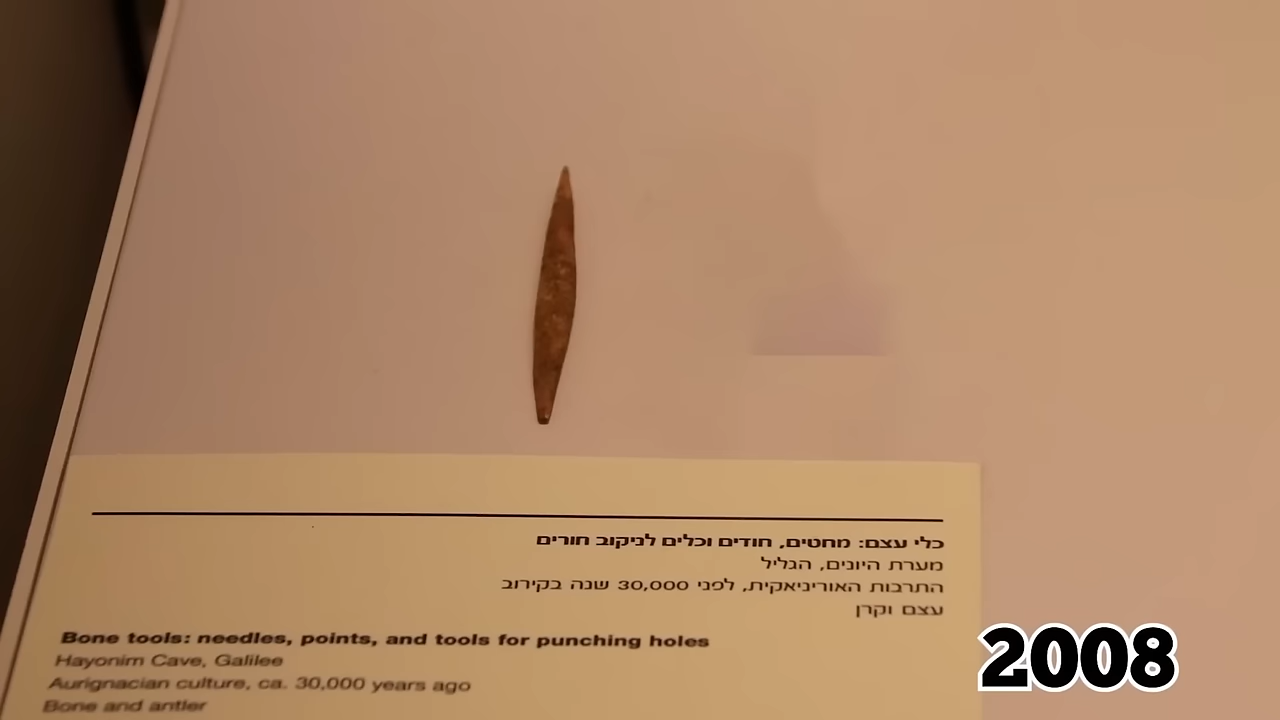 כלי עצם: מחטים, חודים וכלים לניקוב חורים
מערת היונים, הגליל
התרבות האוריניאקית, לפני 30,000 שנה בקירוב
עצם וקרן
Bone tools: needles, points, and tools for punching holes
Hayonim Cave, Galilee
Aurignacian culture, ca. 30,000 years ago
Bone and antler
2008